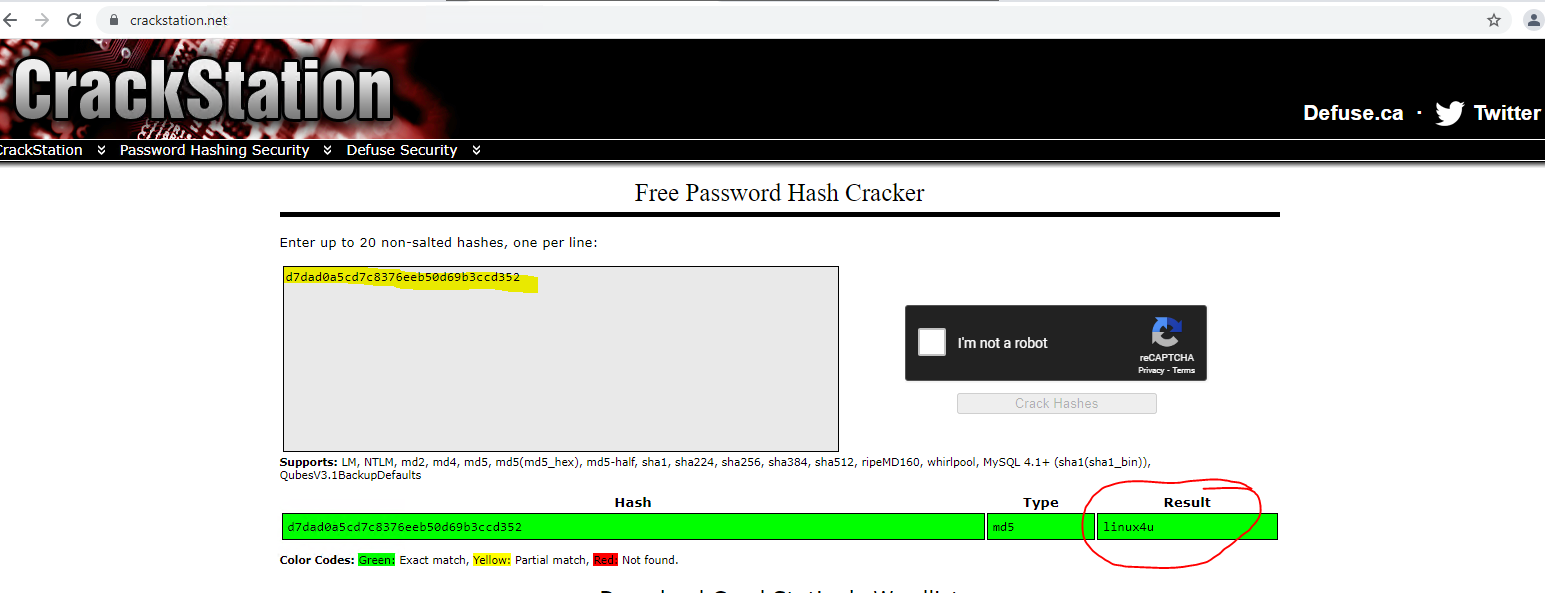 crackstation.net
CrackStation
Defuse.ca · Twitter
CrackStation Password Hashing Security Defuse Security
Free Password Hash Cracker
Enter up to 20 non-salted hashes, one per line:
d7dad0a5cd7c8376eeb50d69b3ccd352
I'm not a robot
reCAPTCHA
Privacy - Terms
Crack Hashes
Supports: LM, NTLM, md2, md4, md5, md5(md5_hex), md5-half, sha1, sha224, sha256, sha384, sha512, ripeMD160, whirlpool, MySQL 4.1+ (sha1(sha1_bin)),
QubesV3.1BackupDefaults
Hash Type Result
d7dad0a5cd7c8376eeb50d69b3ccd352 md5 linux4u
Color Codes: Green: Exact match, Yellow: Partial match, Red: Not found.